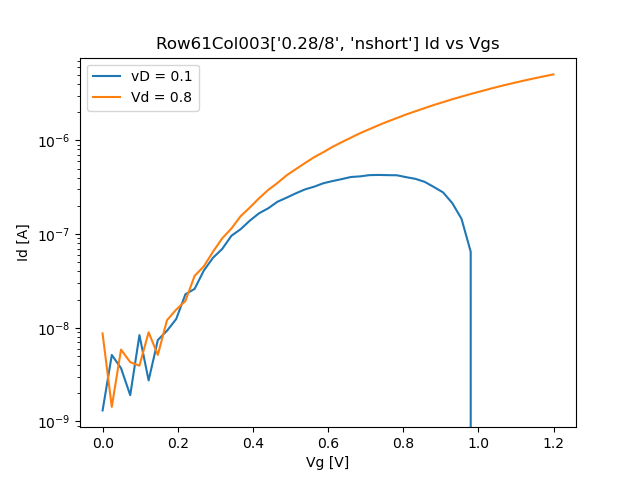 Row61Col003['0.28/8', 'nshort'] Id vs Vgs
vD = 0.1
Vd = 0.8
Id [A]
10⁻⁶
10⁻⁷
10⁻⁸
10⁻⁹
0.0 0.2 0.4 0.6 0.8 1.0 1.2
Vg [V]